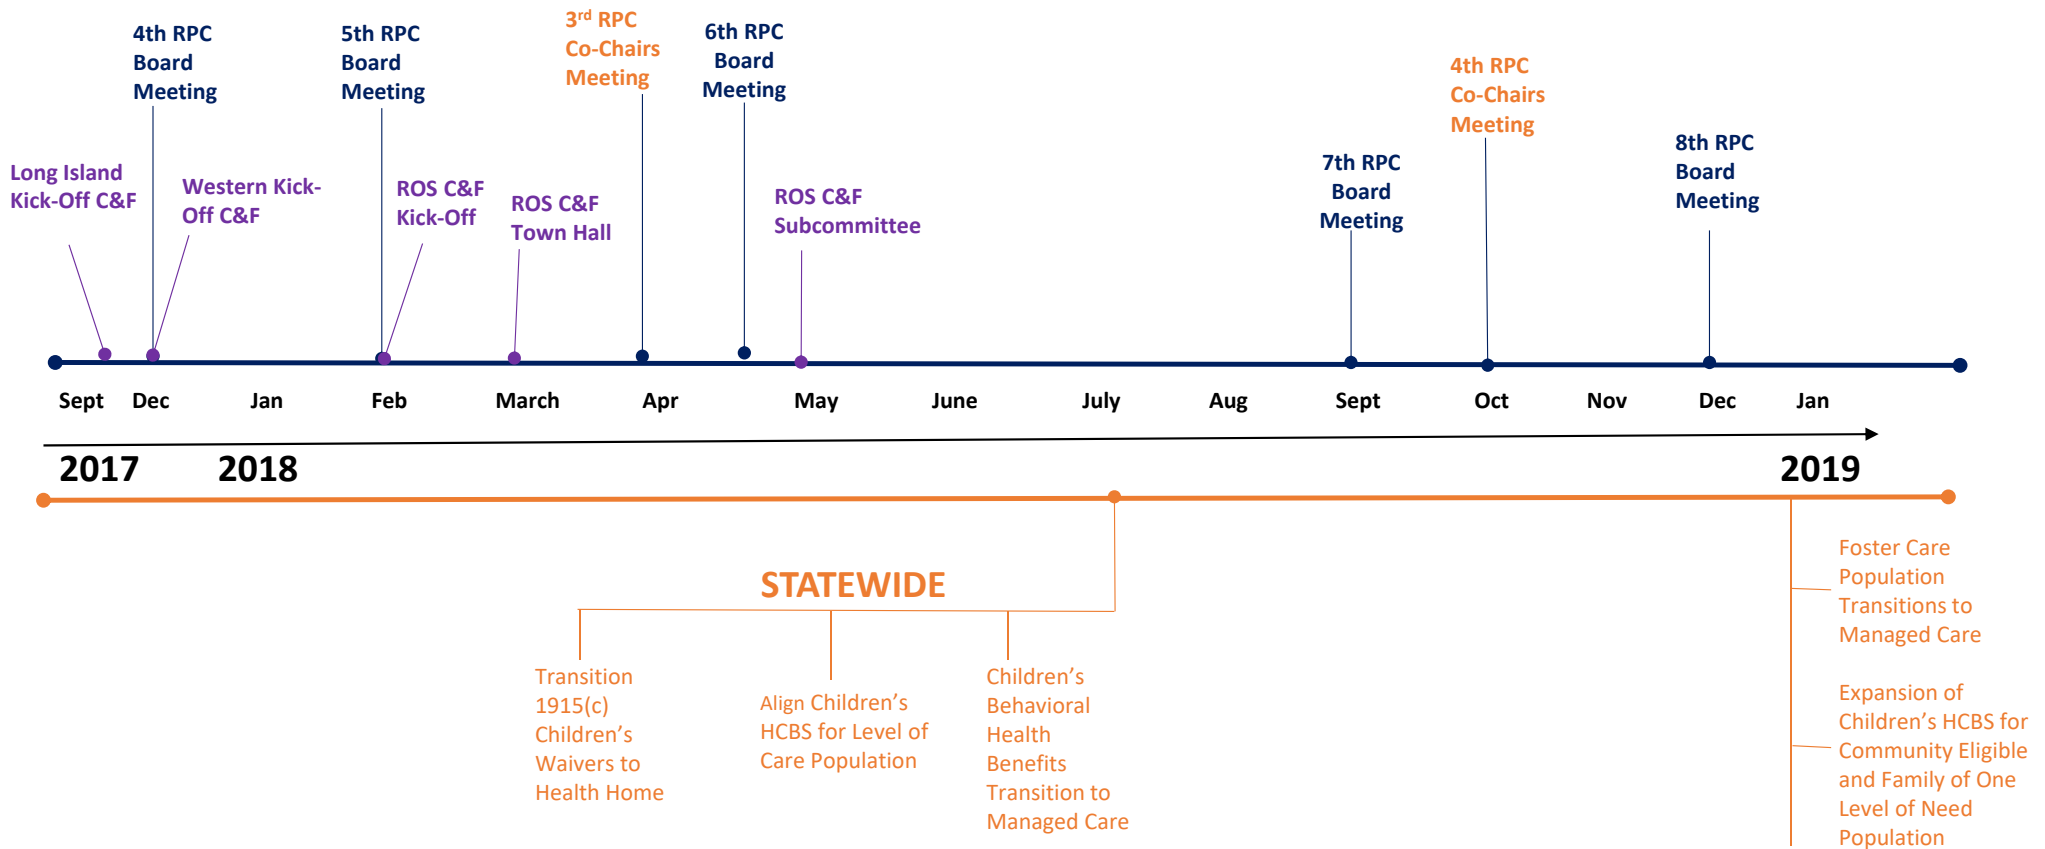 4th RPC
Board
Meeting
5th RPC
Board
Meeting
3rd RPC
Co-Chairs
Meeting
6th RPC
Board
Meeting
4th RPC
Co-Chairs
Meeting
7th RPC
Board
Meeting
8th RPC
Board
Meeting
Long Island
Kick-Off C&F
Western Kick-
Off C&F
ROS C&F
Kick-Off
ROS C&F
Town Hall
ROS C&F
Subcommittee
Sept Dec Jan Feb March Apr May June July Aug Sept Oct Nov Dec Jan
2017 2018 2019
STATEWIDE
Transition
1915(c)
Children’s
Waivers to
Health Home
Align Children’s
HCBS for Level of
Care Population
Children’s
Behavioral
Health
Benefits
Transition to
Managed Care
Foster Care
Population
Transitions to
Managed Care
Expansion of
Children’s HCBS for
Community Eligible
and Family of One
Level of Need
Population